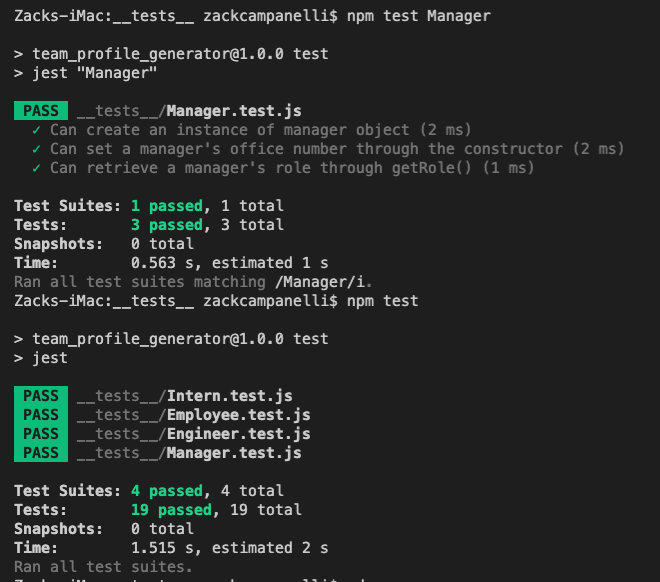 Zacks-iMac:__tests__ zackcampanelli$ npm test Manager
> team_profile_generator@1.0.0 test
> jest "Manager"
PASS __tests__/Manager.test.js
✓ Can create an instance of manager object (2 ms)
✓ Can set a manager's office number through the constructor (2 ms)
✓ Can retrieve a manager's role through getRole() (1 ms)
Test Suites: 1 passed, 1 total
Tests: 3 passed, 3 total
Snapshots: 0 total
Time: 0.563 s, estimated 1 s
Ran all test suites matching /Manager/i.
Zacks-iMac:__tests__ zackcampanelli$ npm test
> team_profile_generator@1.0.0 test
> jest
PASS __tests__/Intern.test.js
PASS __tests__/Employee.test.js
PASS __tests__/Engineer.test.js
PASS __tests__/Manager.test.js
Test Suites: 4 passed, 4 total
Tests: 19 passed, 19 total
Snapshots: 0 total
Time: 1.515 s, estimated 2 s
Ran all test suites.